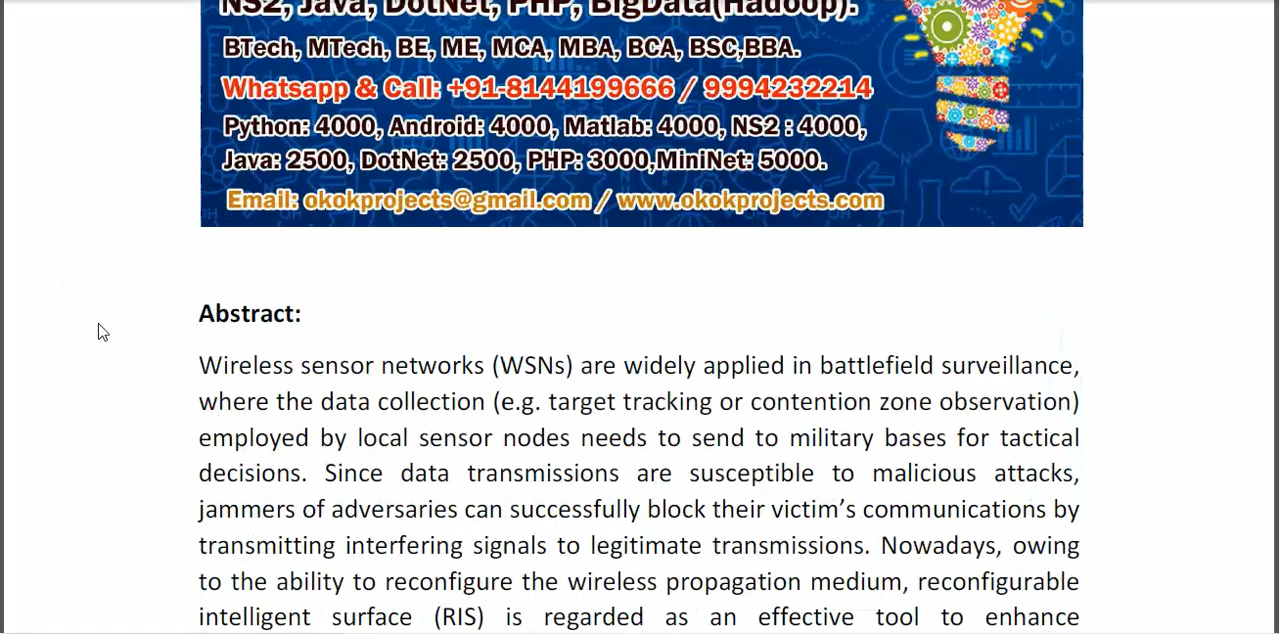 NS2, Java, DotNet, PHP, BigData(Hadoop).
BTech, MTech, BE, ME, MCA, MBA, BCA, BSC,BBA.
Whatsapp & Call: +91-8144199666 / 9994232214
Python: 4000, Android: 4000, Matlab: 4000, NS2 : 4000,
Java: 2500, DotNet: 2500, PHP: 3000,MiniNet: 5000.
Email: okokprojects@gmail.com / www.okokprojects.com
Abstract:
Wireless sensor networks (WSNs) are widely applied in battlefield surveillance,
where the data collection (e.g. target tracking or contention zone observation)
employed by local sensor nodes needs to send to military bases for tactical
decisions. Since data transmissions are susceptible to malicious attacks,
jammers of adversaries can successfully block their victim’s communications by
transmitting interfering signals to legitimate transmissions. Nowadays, owing
to the ability to reconfigure the wireless propagation medium, reconfigurable
intelligent surface (RIS) is regarded as an effective tool to enhance